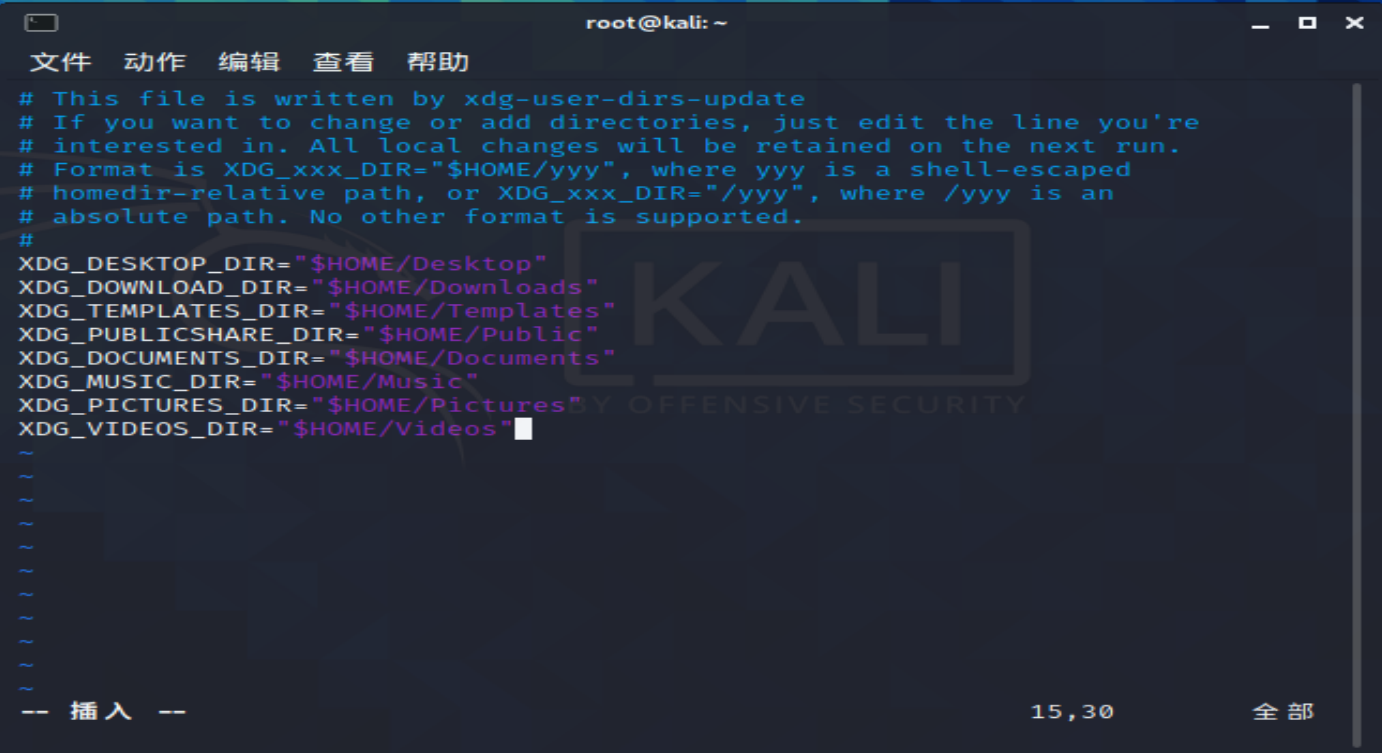 root@kali: ~
文件 动作 编辑 查看 帮助
# This file is written by xdg-user-dirs-update
# If you want to change or add directories, just edit the line you're
# interested in. All local changes will be retained on the next run.
# Format is XDG_xxx_DIR="$HOME/yyy", where yyy is a shell-escaped
# homedir-relative path, or XDG_xxx_DIR="/yyy", where /yyy is an
# absolute path. No other format is supported.
#
XDG_DESKTOP_DIR="$HOME/Desktop"
XDG_DOWNLOAD_DIR="$HOME/Downloads"
XDG_TEMPLATES_DIR="$HOME/Templates"
XDG_PUBLICSHARE_DIR="$HOME/Public"
XDG_DOCUMENTS_DIR="$HOME/Documents"
XDG_MUSIC_DIR="$HOME/Music"
XDG_PICTURES_DIR="$HOME/Pictures"
XDG_VIDEOS_DIR="$HOME/Videos"
~
~
~
~
~
~
~
~
~
~
~
-- 插入 -- 15,30 全部
KALI
BY OFFENSIVE SECURITY